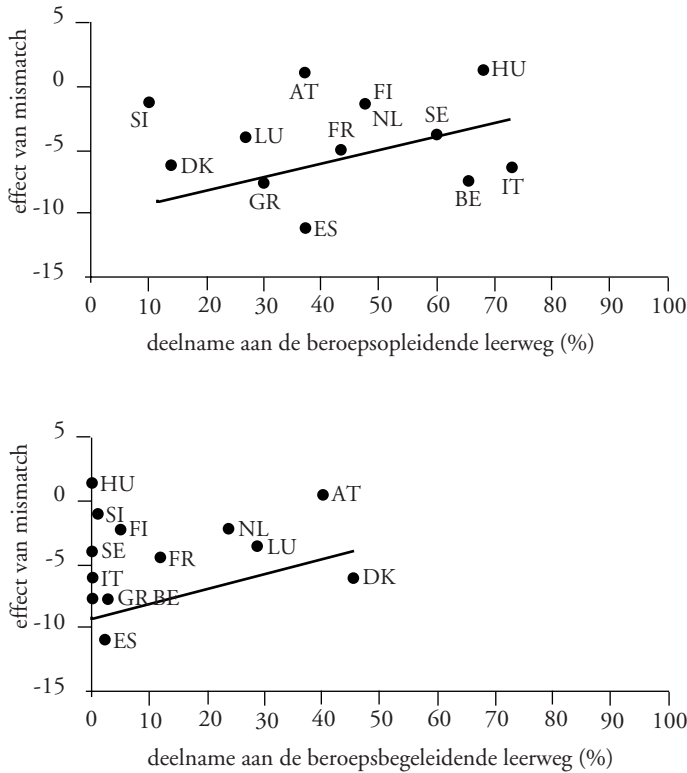 5
0
-5
-10
-15
effect van mismatch
SI
DK
LU
GR
AT
ES
FR
FI
NL
SE
HU
BE
IT
0 10 20 30 40 50 60 70 80 90 100
deelname aan de beroepsopleidende leerweg (%)
5
0
-5
-10
-15
effect van mismatch
HU
SI
FI
SE
FR
IT
GR BE
ES
NL
LU
AT
DK
0 10 20 30 40 50 60 70 80 90 100
deelname aan de beroepsbegeleidende leerweg (%)